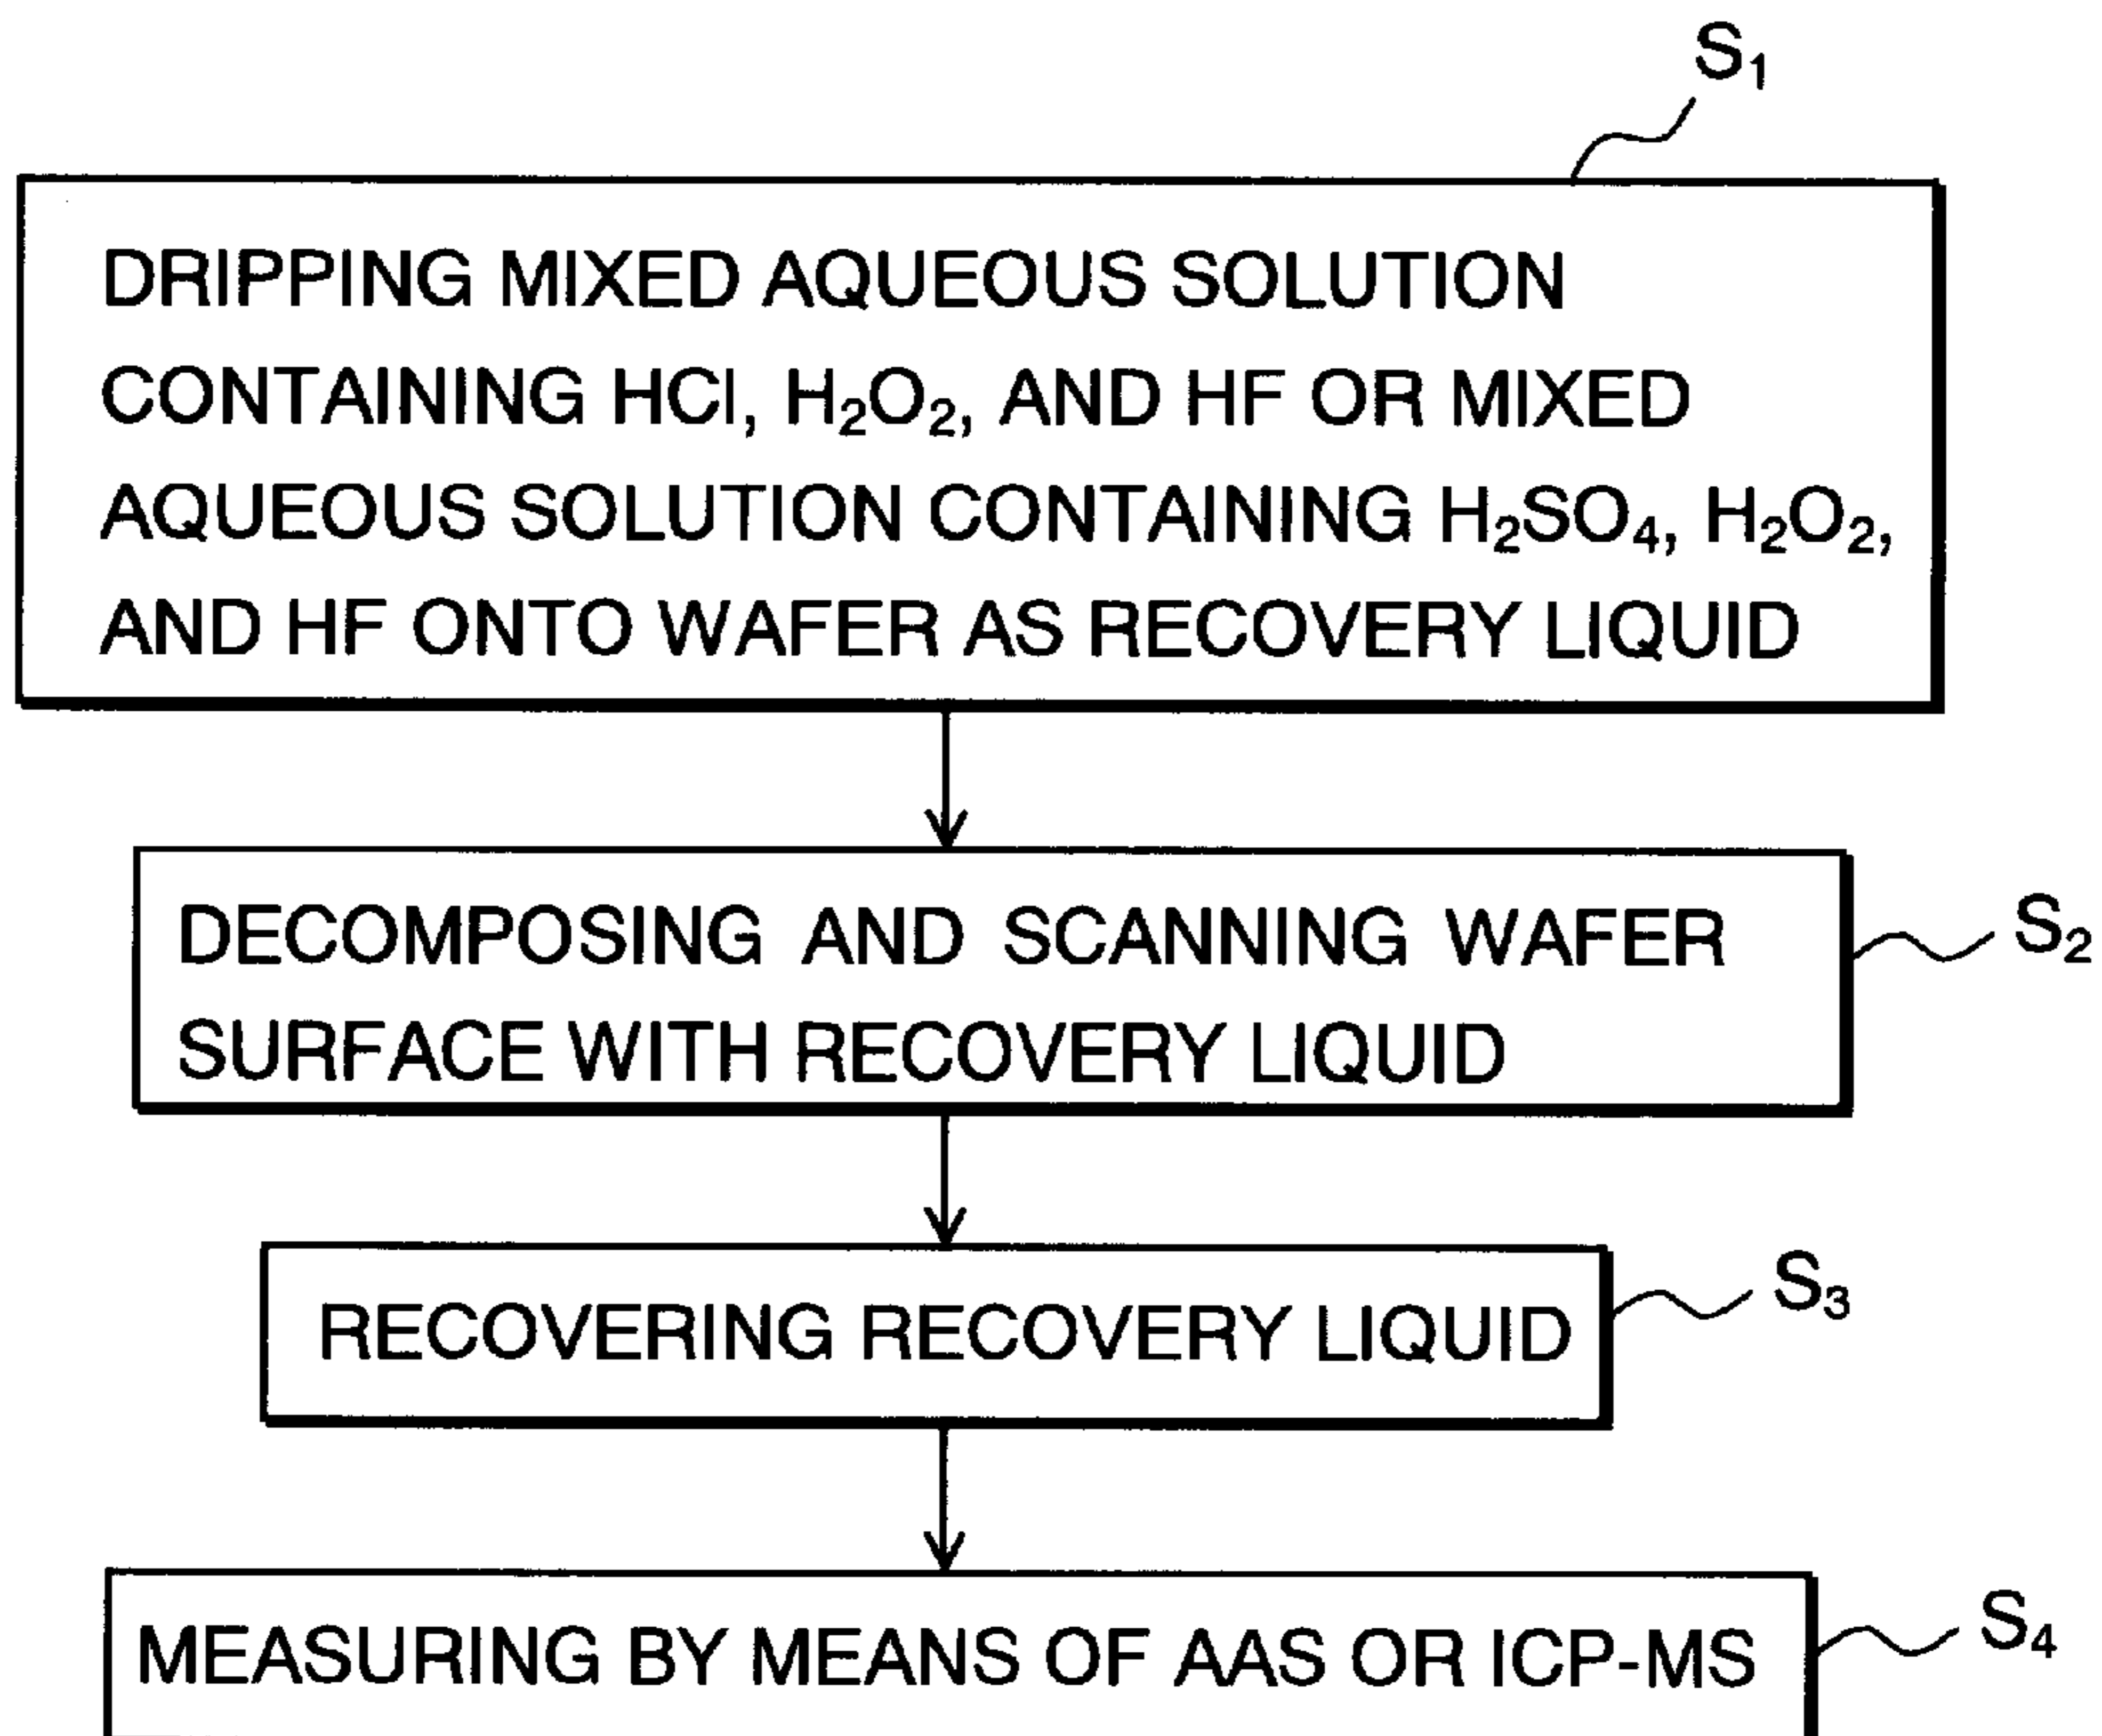 S₁
DRIPPING MIXED AQUEOUS SOLUTION
CONTAINING HCl, H₂O₂, AND HF OR MIXED
AQUEOUS SOLUTION CONTAINING H₂SO₄, H₂O₂,
AND HF ONTO WAFER AS RECOVERY LIQUID
DECOMPOSING AND SCANNING WAFER
SURFACE WITH RECOVERY LIQUID
S₂
RECOVERING RECOVERY LIQUID
S₃
MEASURING BY MEANS OF AAS OR ICP-MS
S₄